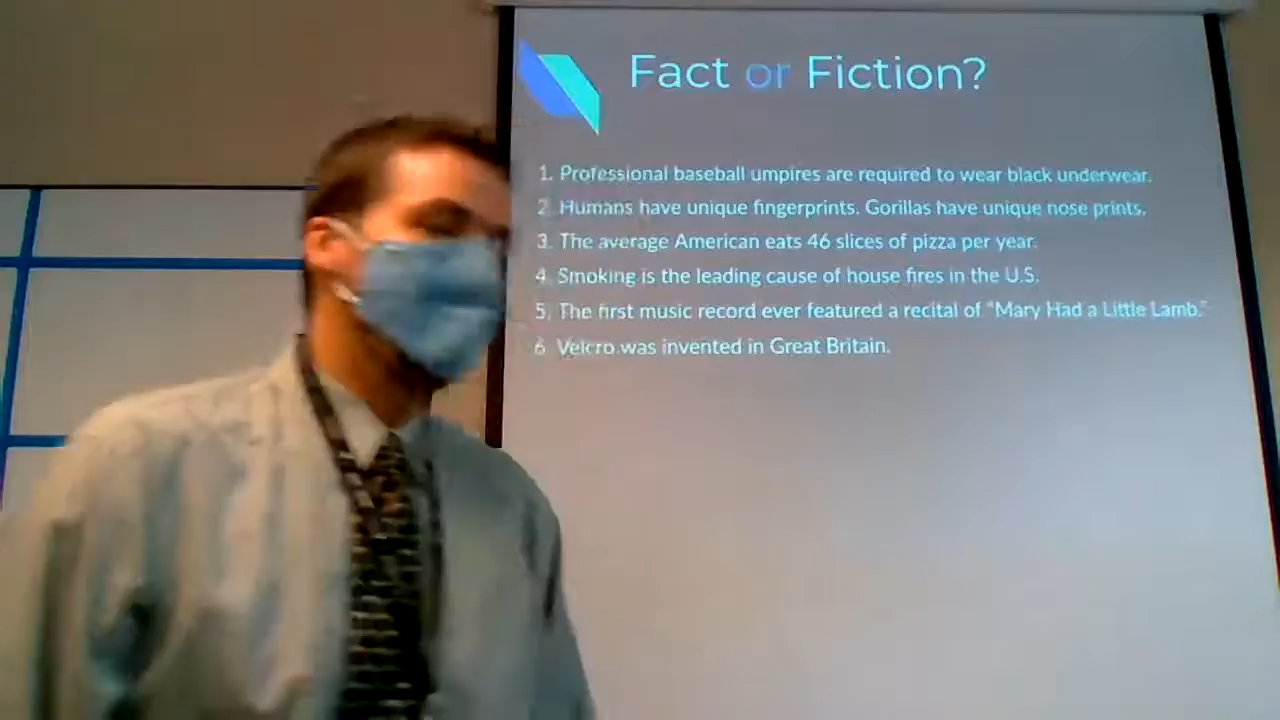 Fact or Fiction?
1. Professional baseball umpires are required to wear black underwear.
2. Humans have unique fingerprints. Gorillas have unique nose prints.
3. The average American eats 46 slices of pizza per year.
4. Smoking is the leading cause of house fires in the U.S.
5. The first music record ever featured a recital of “Mary Had a Little Lamb.”
6. Velcro was invented in Great Britain.